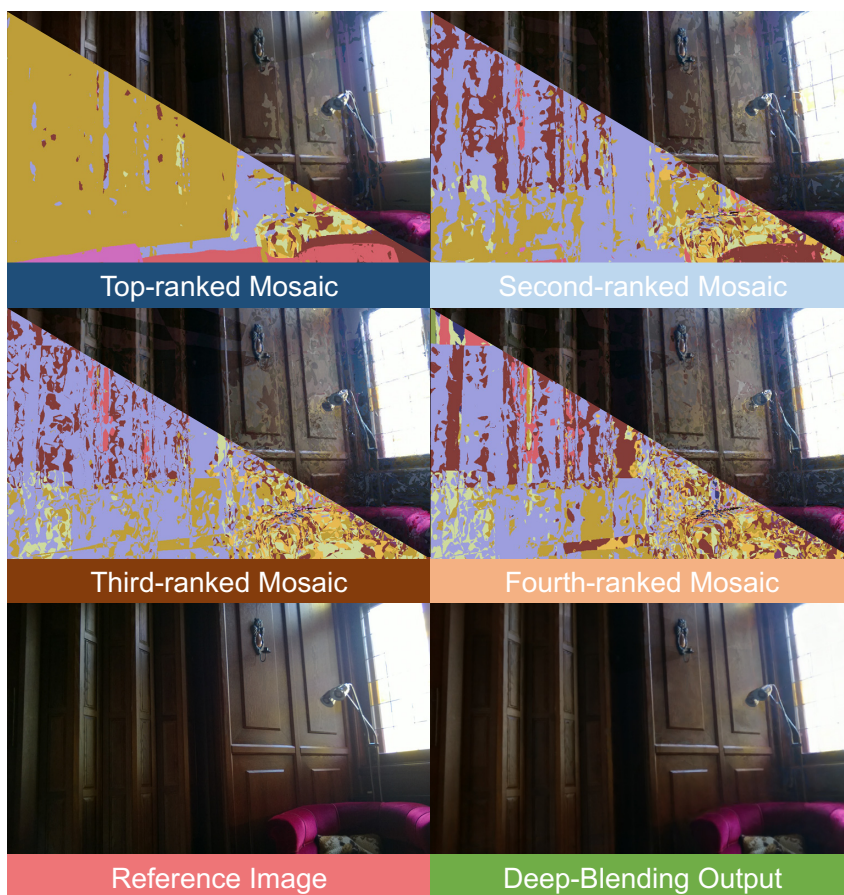 Top-ranked Mosaic
Second-ranked Mosaic
Third-ranked Mosaic
Fourth-ranked Mosaic
Reference Image
Deep-Blending Output